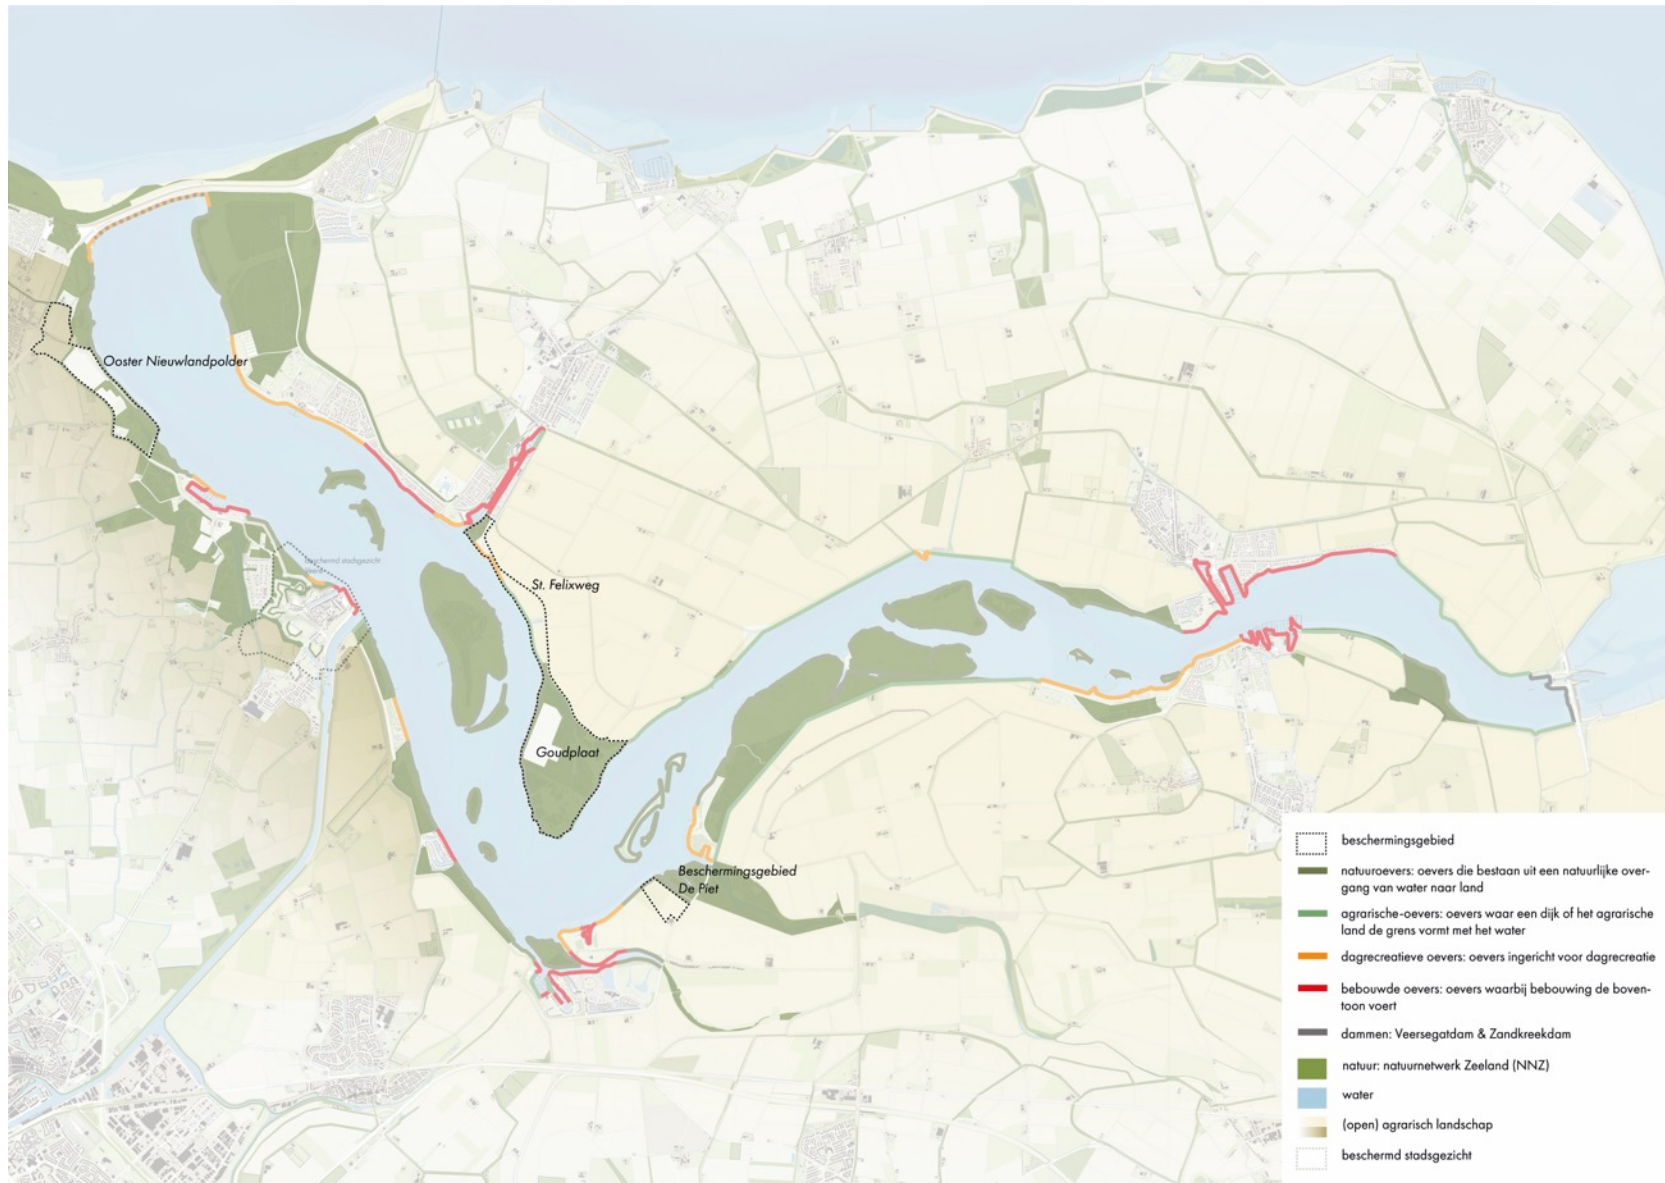 Ooster Nieuwlandpolder
beschermd stadsgezicht
St. Felixweg
Goudplaat
Beschermingsgebied
De Piet
beschermingsgebied
natuuroevers: oevers die bestaan uit een natuurlijke over-
gang van water naar land
agrarische-oevers: oevers waar een dijk of het agrarische
land de grens vormt met het water
dagrecreatieve oevers: oevers ingericht voor dagrecreatie
bebouwde oevers: oevers waarbij bebouwing de boven-
toon voert
dammen: Veersegatdam & Zandkreekdam
natuur: natuurnetwerk Zeeland (NNZ)
water
(open) agrarisch landschap
beschermd stadsgezicht